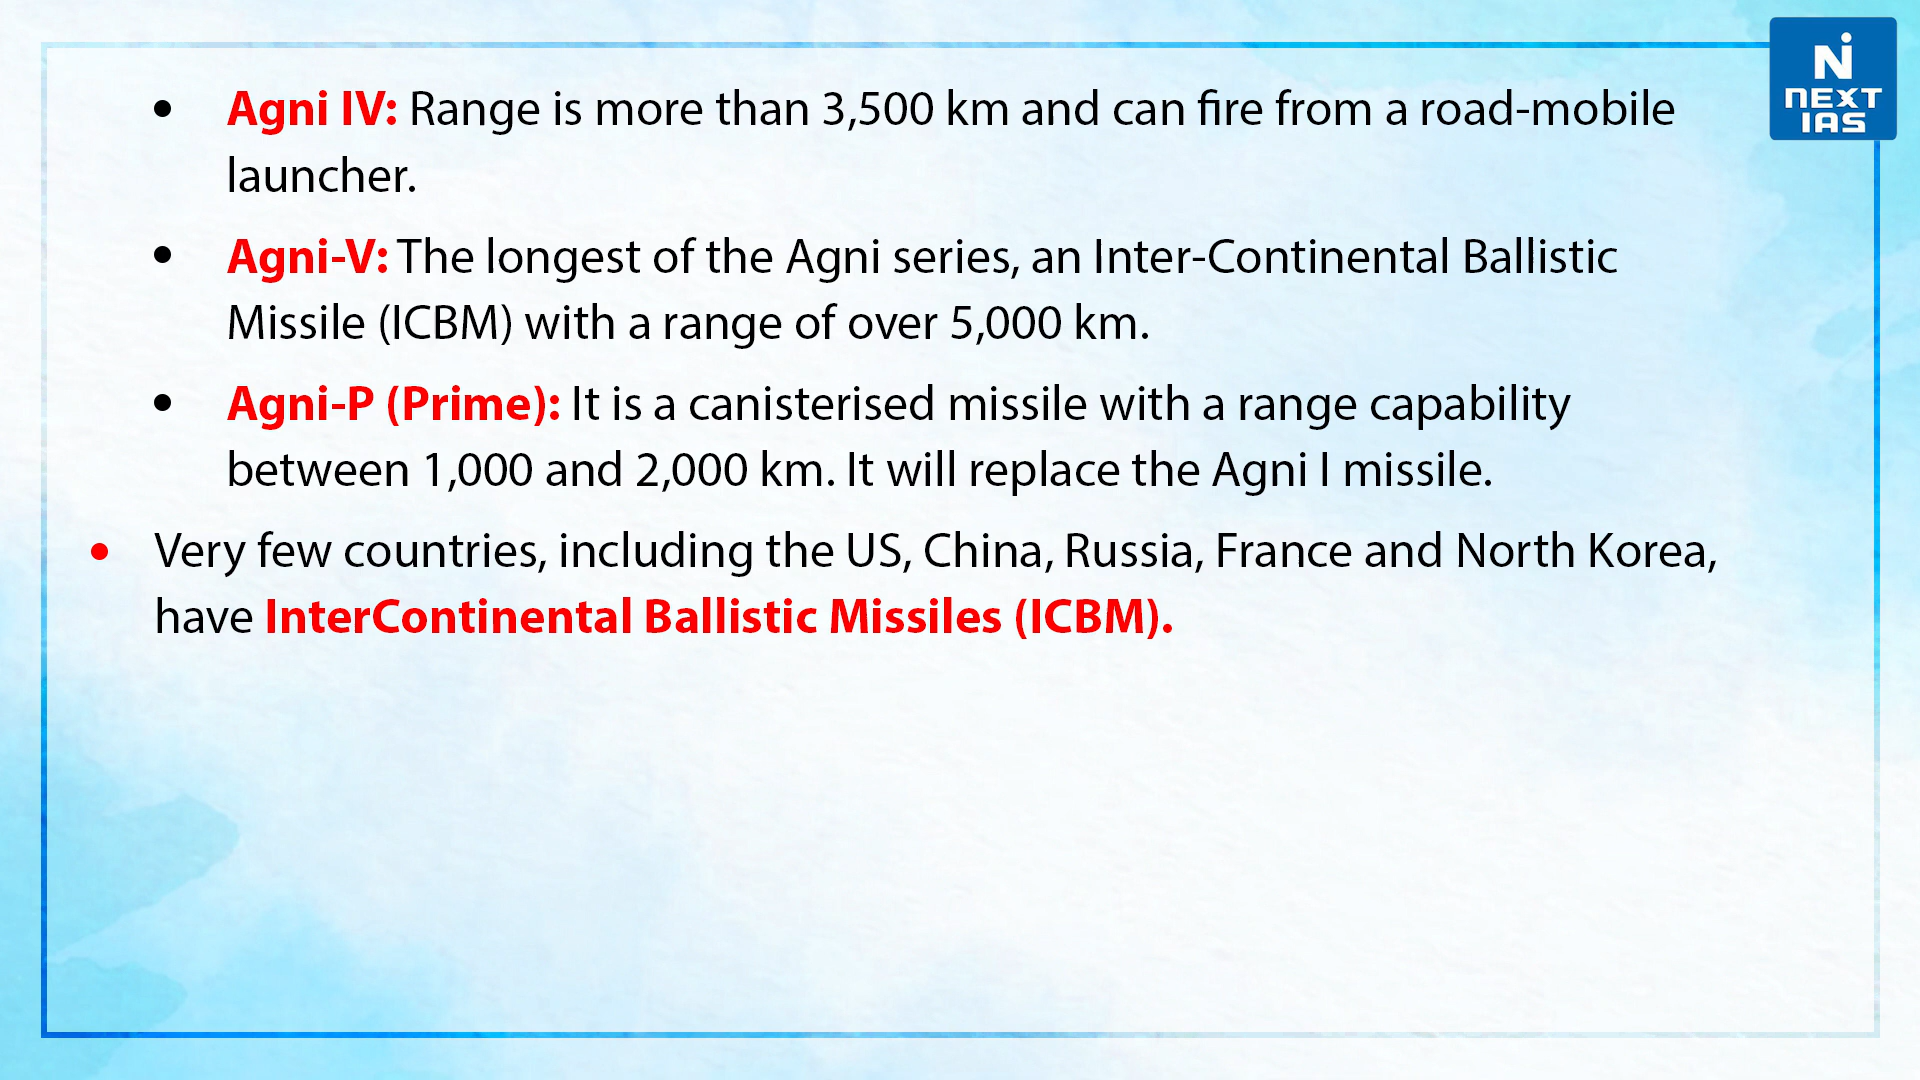 • Agni IV: Range is more than 3,500 km and can fire from a road-mobile
launcher.
• Agni-V: The longest of the Agni series, an Inter-Continental Ballistic
Missile (ICBM) with a range of over 5,000 km.
• Agni-P (Prime): It is a canisterised missile with a range capability
between 1,000 and 2,000 km. It will replace the Agni I missile.
• Very few countries, including the US, China, Russia, France and North Korea,
have InterContinental Ballistic Missiles (ICBM).
N
NEXT
IAS